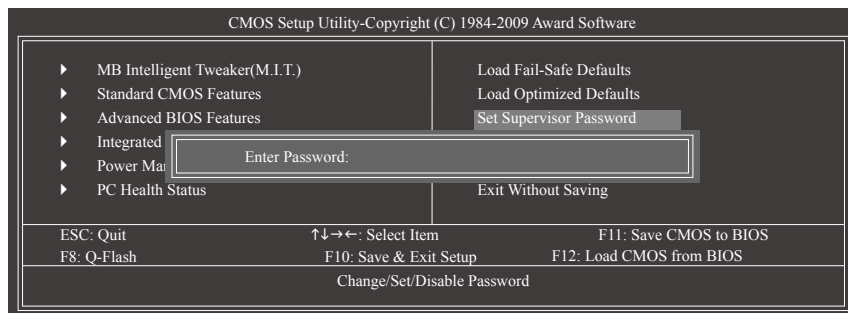 CMOS Setup Utility-Copyright (C) 1984-2009 Award Software
MB Intelligent Tweaker(M.I.T.)
Standard CMOS Features
Advanced BIOS Features
Integrated
Power Ma
PC Health Status
Load Fail-Safe Defaults
Load Optimized Defaults
Set Supervisor Password
Exit Without Saving
Enter Password:
ESC: Quit ↑↓→←: Select Item F11: Save CMOS to BIOS
F8: Q-Flash F10: Save & Exit Setup F12: Load CMOS from BIOS
Change/Set/Disable Password